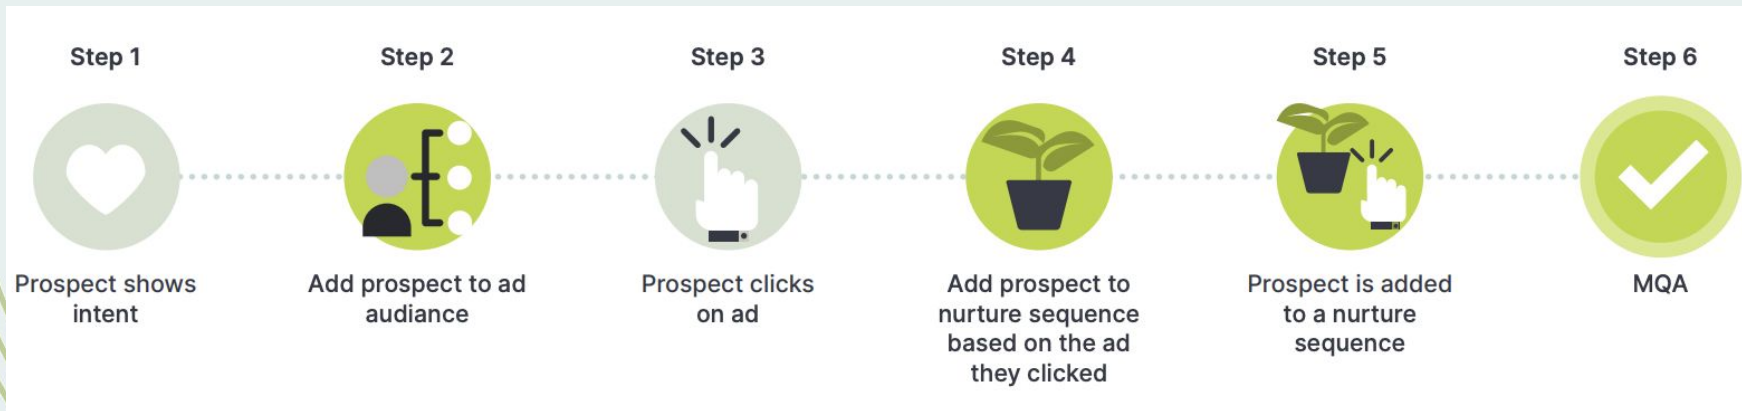 Step 1
Step 2
Step 3
Step 4
Step 5
Step 6
Prospect shows
intent
Add prospect to ad
audiance
Prospect clicks
on ad
Add prospect to
nurture sequence
based on the ad
they clicked
Prospect is added
to a nurture
sequence
MQA